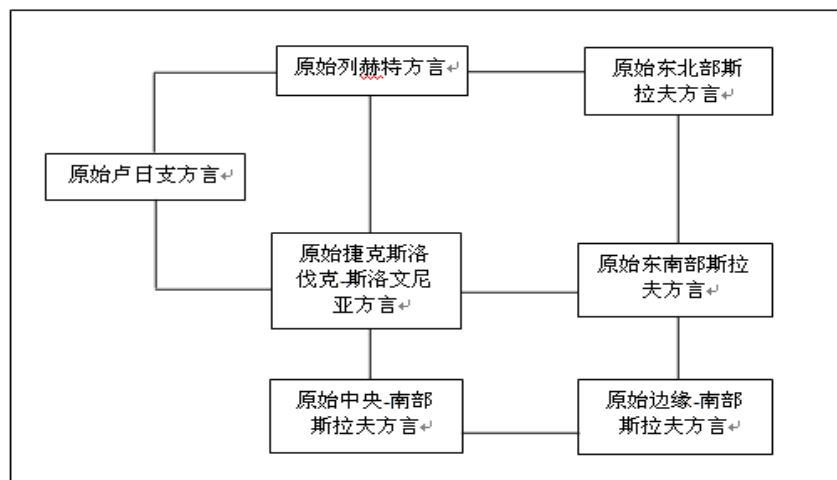 原始列赫特方言
原始东北部斯
拉夫方言
原始卢日支方言
原始捷克斯洛
伐克-斯洛文尼
亚方言
原始东南部斯拉
夫方言
原始中央-南部
斯拉夫方言
原始边缘-南部
斯拉夫方言